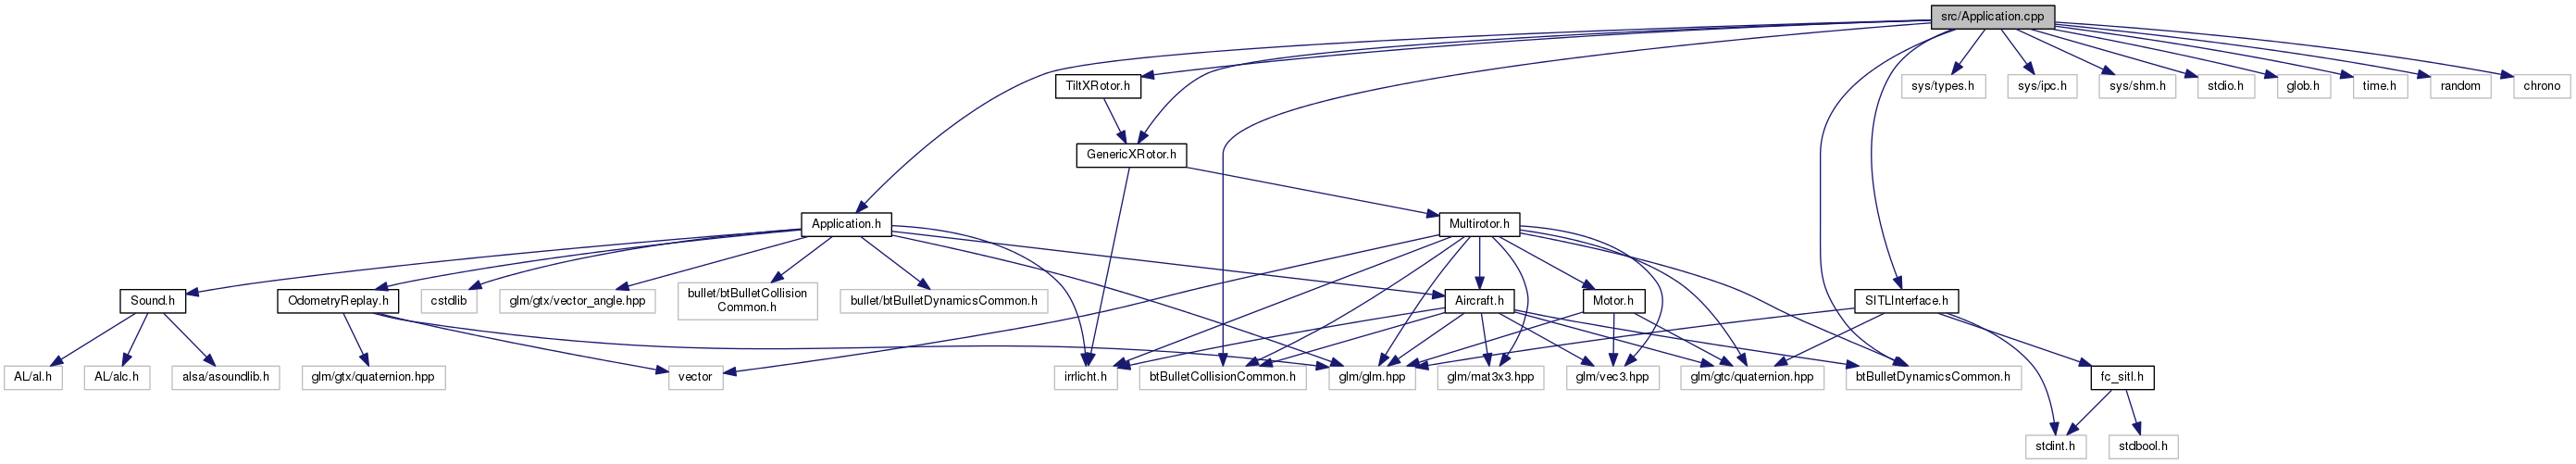 src/Application.cpp
TiltXRotor.h
sys/types.h
sys/ipc.h
sys/shm.h
stdio.h
glob.h
time.h
random
chrono
GenericXRotor.h
Application.h
Multirotor.h
Sound.h
OdometryReplay.h
cstdlib
glm/gtx/vector_angle.hpp
bullet/btBulletCollision
Common.h
bullet/btBulletDynamicsCommon.h
Aircraft.h
Motor.h
SITLInterface.h
AL/al.h
AL/alc.h
alsa/asoundlib.h
glm/gtx/quaternion.hpp
vector
irrlicht.h
btBulletCollisionCommon.h
glm/glm.hpp
glm/mat3x3.hpp
glm/vec3.hpp
glm/gtc/quaternion.hpp
btBulletDynamicsCommon.h
fc_sitl.h
stdint.h
stdbool.h